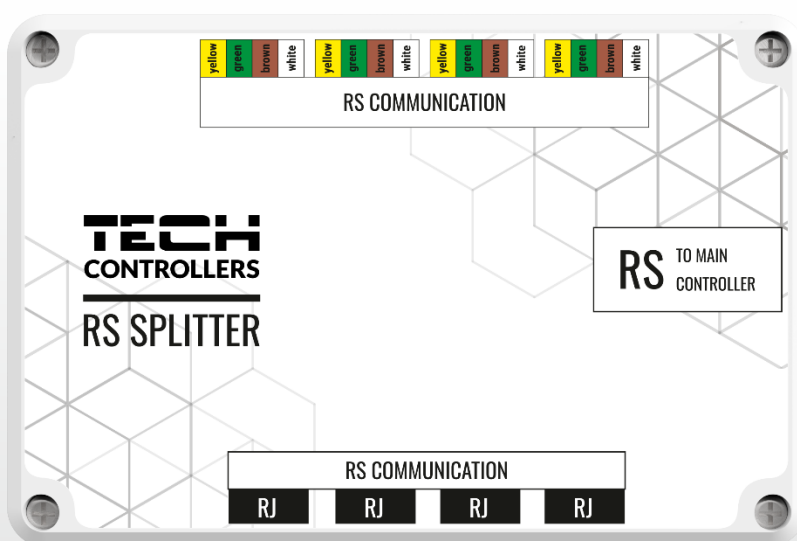 yellow green brown white yellow green brown white yellow green brown white yellow green brown white
RS COMMUNICATION
TECH
CONTROLLERS
RS SPLITTER
RS TO MAIN
CONTROLLER
RS COMMUNICATION
RJ RJ RJ RJ